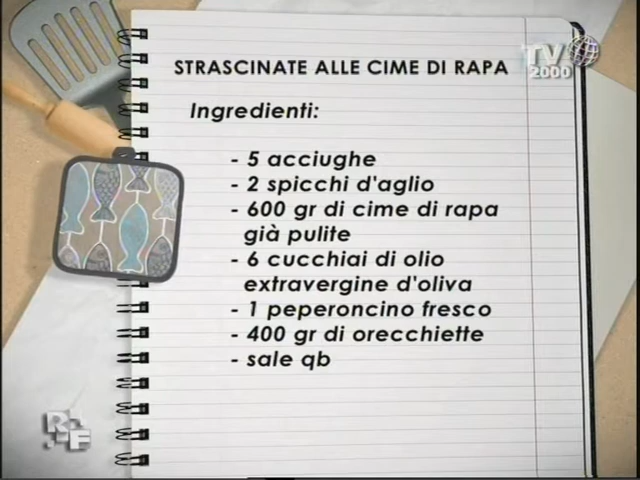 STRASCINATE ALLE CIME DI RAPA
TV
2000
Ingredienti:
- 5 acciughe
- 2 spicchi d'aglio
- 600 gr di cime di rapa
già pulite
- 6 cucchiai di olio
extravergine d'oliva
- 1 peperoncino fresco
- 400 gr di orecchiette
- sale qb
R
F